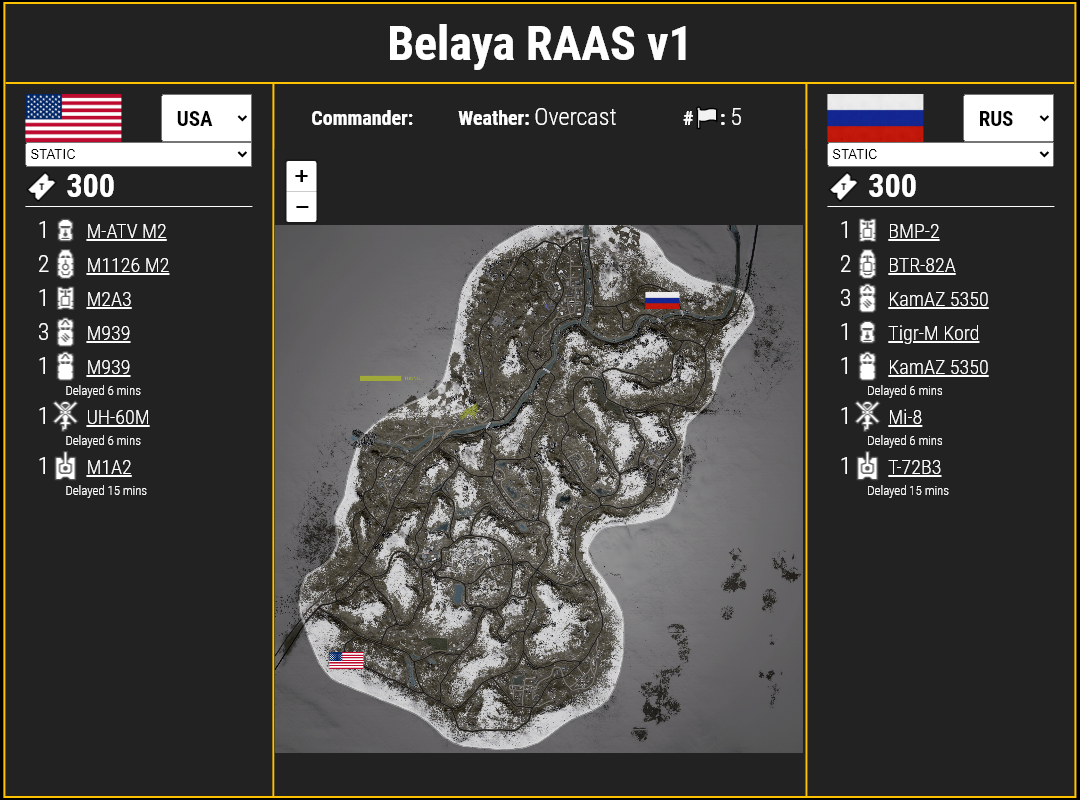 Belaya RAAS v1
USA
STATIC
300
1 M-ATV M2
2 M1126 M2
1 M2A3
3 M939
1 M939
Delayed 6 mins
1 UH-60M
Delayed 6 mins
1 M1A2
Delayed 15 mins
Commander: Weather: Overcast # : 5
+
−
RUS
STATIC
300
1 BMP-2
2 BTR-82A
3 KamAZ 5350
1 Tigr-M Kord
1 KamAZ 5350
Delayed 6 mins
1 Mi-8
Delayed 6 mins
1 T-72B3
Delayed 15 mins